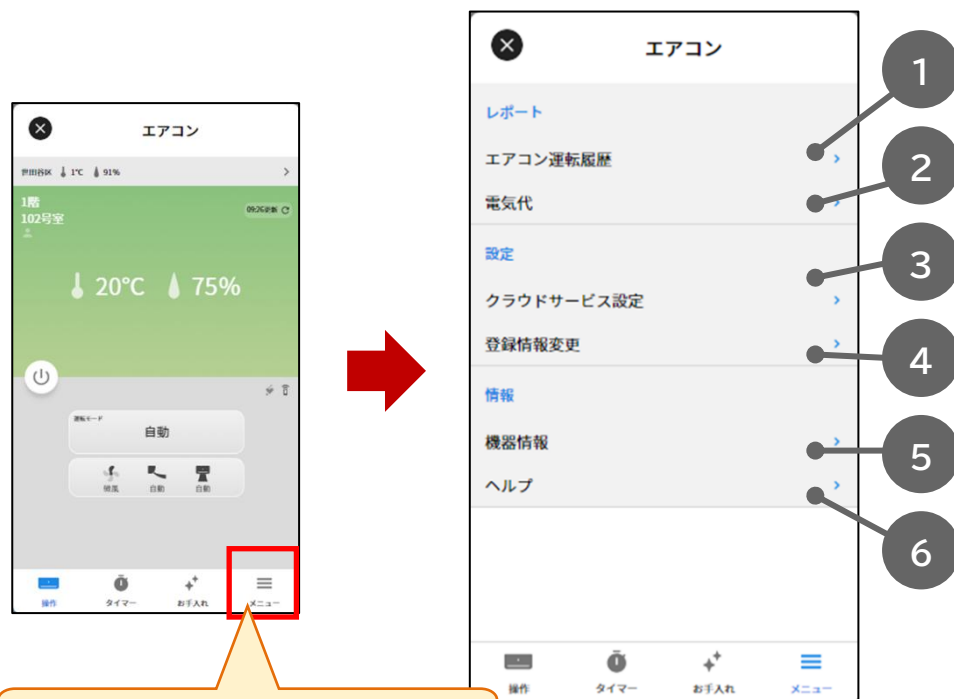 エアコン
世田谷区 1℃ 91%
1階
102号室
09:26更新
20℃ 75%
運転モード
自動
微風 自動 自動
操作 タイマー お手入れ メニュー
エアコン
レポート
エアコン運転履歴
電気代
設定
クラウドサービス設定
登録情報変更
情報
機器情報
ヘルプ
操作 タイマー お手入れ メニュー
1
2
3
4
5
6